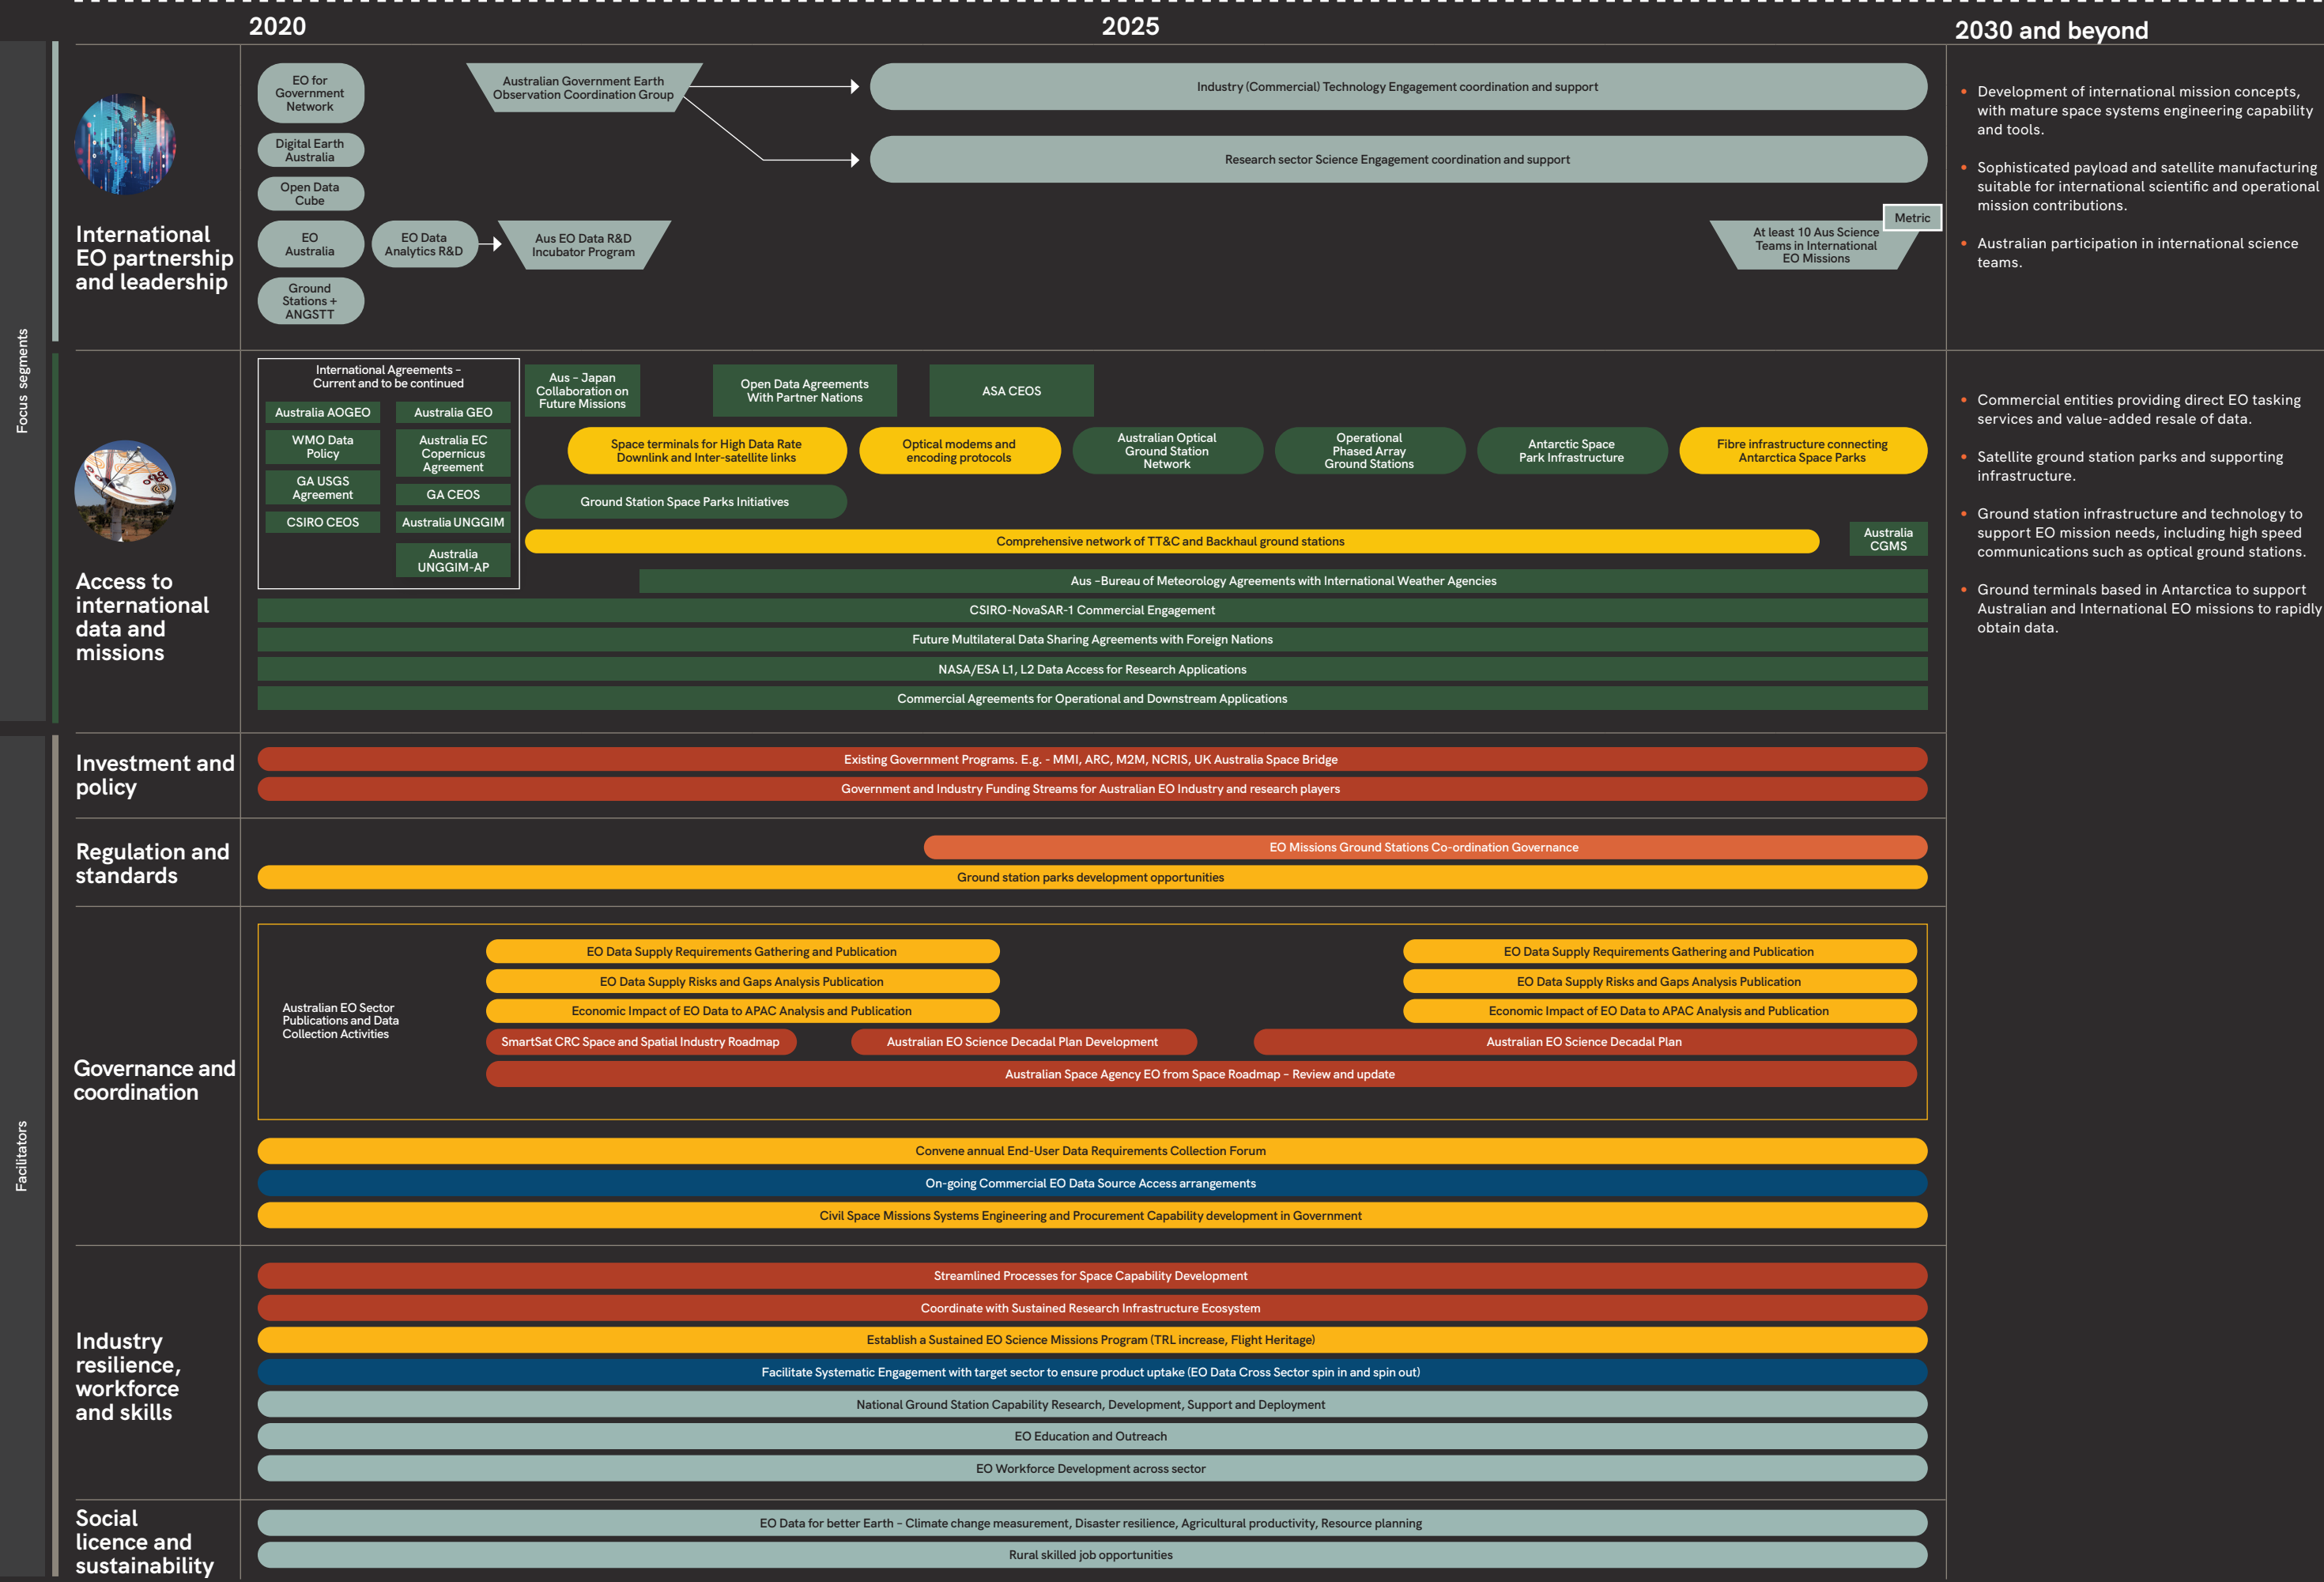 2020
2025
2030 and beyond
Focus segments
International
EO partnership
and leadership
EO for
Government
Network
Digital Earth
Australia
Open Data
Cube
EO
Australia
Ground
Stations +
ANGSTT
EO Data
Analytics R&D
Australian Government Earth
Observation Coordination Group
Aus EO Data R&D
Incubator Program
Industry (Commercial) Technology Engagement coordination and support
Research sector Science Engagement coordination and support
Metric
At least 10 Aus Science
Teams in International
EO Missions
• Development of international mission concepts,
with mature space systems engineering capability
and tools.
• Sophisticated payload and satellite manufacturing
suitable for international scientific and operational
mission contributions.
• Australian participation in international science
teams.
Access to
international
data and
missions
International Agreements –
Current and to be continued
Australia AOGEO
WMO Data
Policy
GA USGS
Agreement
CSIRO CEOS
Australia GEO
Australia EC
Copernicus
Agreement
GA CEOS
Australia UNGGIM
Australia
UNGGIM-AP
Aus – Japan
Collaboration on
Future Missions
Open Data Agreements
With Partner Nations
ASA CEOS
Space terminals for High Data Rate
Downlink and Inter-satellite links
Optical modems and
encoding protocols
Australian Optical
Ground Station
Network
Operational
Phased Array
Ground Stations
Antarctic Space
Park Infrastructure
Fibre infrastructure connecting
Antarctica Space Parks
Ground Station Space Parks Initiatives
Comprehensive network of TT&C and Backhaul ground stations
Australia
CGMS
Aus –Bureau of Meteorology Agreements with International Weather Agencies
CSIRO-NovaSAR-1 Commercial Engagement
Future Multilateral Data Sharing Agreements with Foreign Nations
NASA/ESA L1, L2 Data Access for Research Applications
Commercial Agreements for Operational and Downstream Applications
• Commercial entities providing direct EO tasking
services and value-added resale of data.
• Satellite ground station parks and supporting
infrastructure.
• Ground station infrastructure and technology to
support EO mission needs, including high speed
communications such as optical ground stations.
• Ground terminals based in Antarctica to support
Australian and International EO missions to rapidly
obtain data.
Facilitators
Investment and
policy
Existing Government Programs. E.g. - MMI, ARC, M2M, NCRIS, UK Australia Space Bridge
Government and Industry Funding Streams for Australian EO Industry and research players
Regulation and
standards
EO Missions Ground Stations Co-ordination Governance
Ground station parks development opportunities
Governance and
coordination
Australian EO Sector
Publications and Data
Collection Activities
EO Data Supply Requirements Gathering and Publication
EO Data Supply Requirements Gathering and Publication
EO Data Supply Risks and Gaps Analysis Publication
EO Data Supply Risks and Gaps Analysis Publication
Economic Impact of EO Data to APAC Analysis and Publication
Economic Impact of EO Data to APAC Analysis and Publication
SmartSat CRC Space and Spatial Industry Roadmap
Australian EO Science Decadal Plan Development
Australian EO Science Decadal Plan
Australian Space Agency EO from Space Roadmap – Review and update
Convene annual End-User Data Requirements Collection Forum
On-going Commercial EO Data Source Access arrangements
Civil Space Missions Systems Engineering and Procurement Capability development in Government
Industry
resilience,
workforce
and skills
Streamlined Processes for Space Capability Development
Coordinate with Sustained Research Infrastructure Ecosystem
Establish a Sustained EO Science Missions Program (TRL increase, Flight Heritage)
Facilitate Systematic Engagement with target sector to ensure product uptake (EO Data Cross Sector spin in and spin out)
National Ground Station Capability Research, Development, Support and Deployment
EO Education and Outreach
EO Workforce Development across sector
Social
licence and
sustainability
EO Data for better Earth – Climate change measurement, Disaster resilience, Agricultural productivity, Resource planning
Rural skilled job opportunities